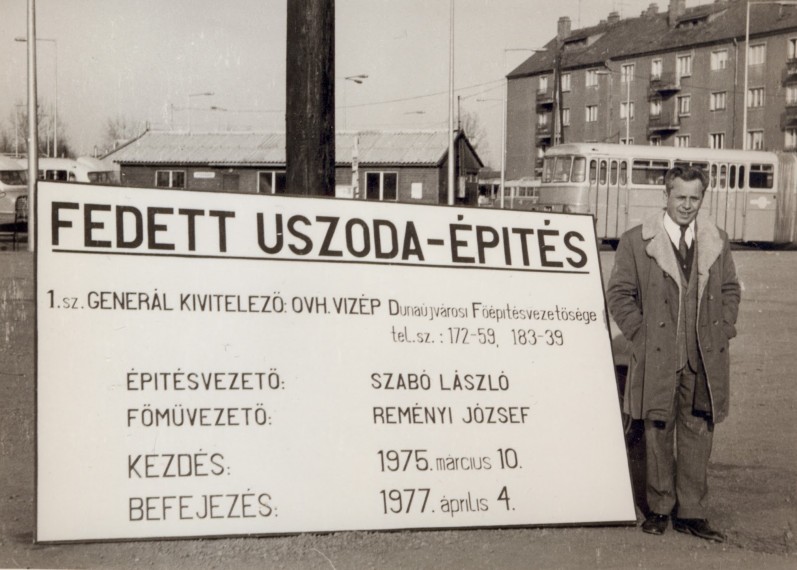 FEDETT USZODA-ÉPITÉS
1.sz. GENERÁL KIVITELEZŐ: OVH. VIZÉP Dunaújvárosi Főépitésvezetősége
tel.sz.: 172-59, 183-39
ÉPITÉSVEZETŐ: SZABÓ LÁSZLÓ
FŐMŰVEZETŐ: REMÉNYI JÓZSEF
KEZDÉS: 1975. március 10.
BEFEJEZÉS: 1977. április 4.